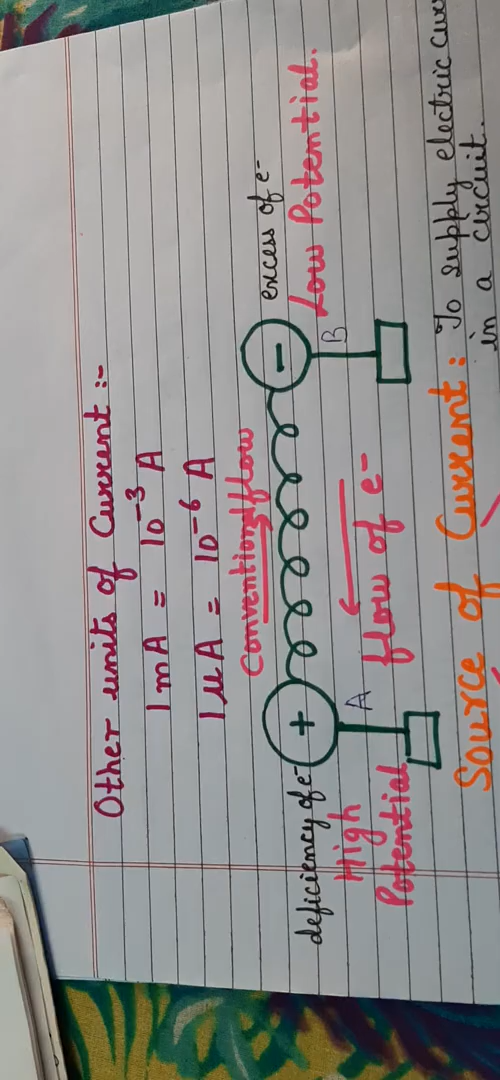 Other units of Current :-
1 mA = 10⁻³ A
1 μA = 10⁻⁶ A
Conventional flow
deficiency of e-
+
-
excess of e-
High
Potential
A
B
Low Potential.
flow of e-
Source of Current : To supply electric
in a circuit.